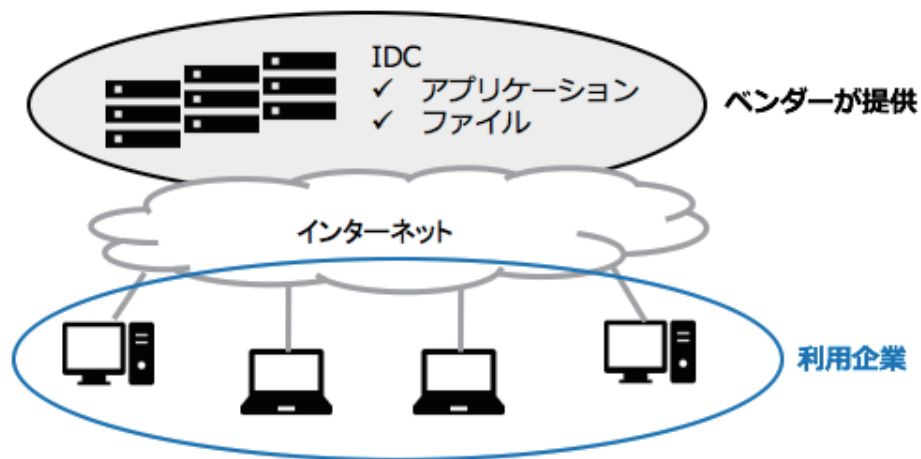 IDC
✓ アプリケーション
✓ ファイル
ベンダーが提供
インターネット
利用企業